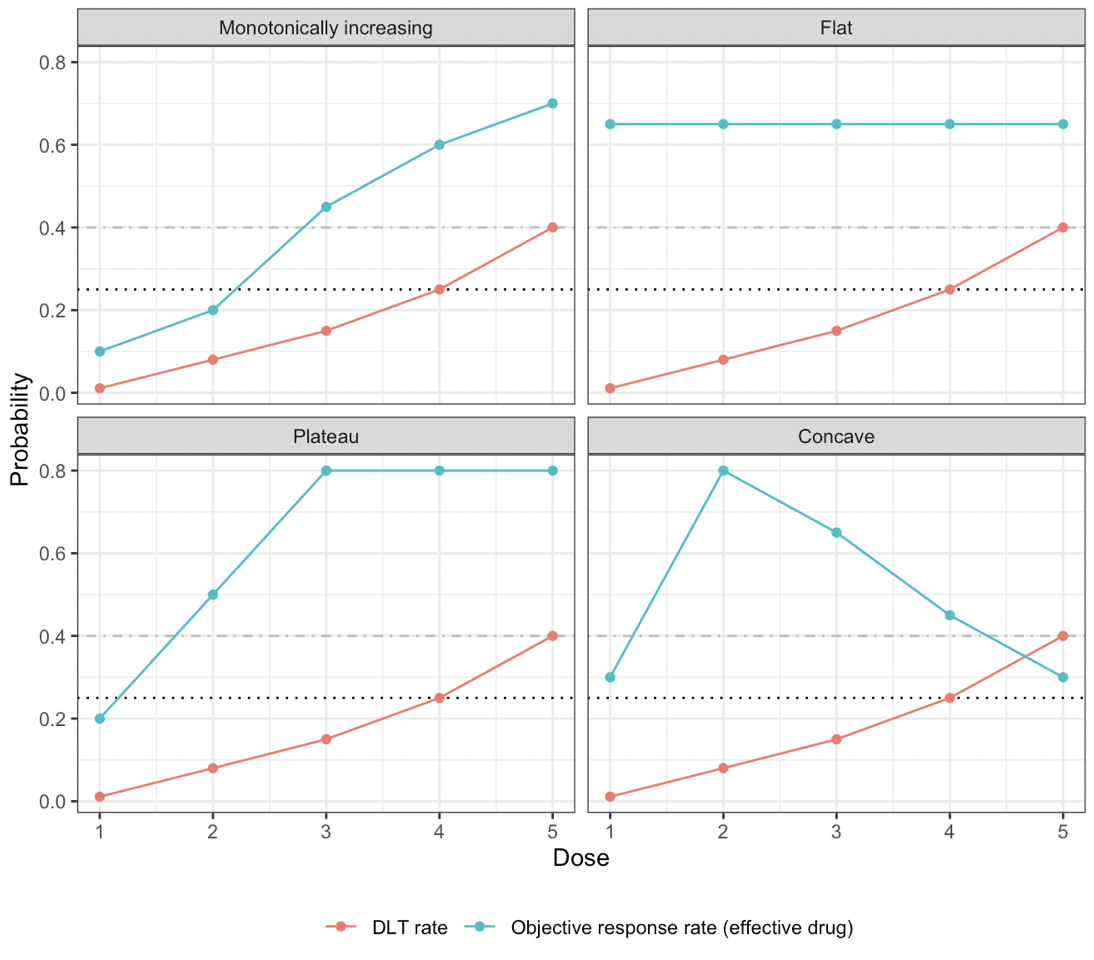 Monotonically increasing
Flat
0.8
0.6
0.4
0.2
0.0
Plateau
Concave
0.8
0.6
0.4
0.2
0.0
Probability
1 2 3 4 5
1 2 3 4 5
Dose
DLT rate
Objective response rate (effective drug)